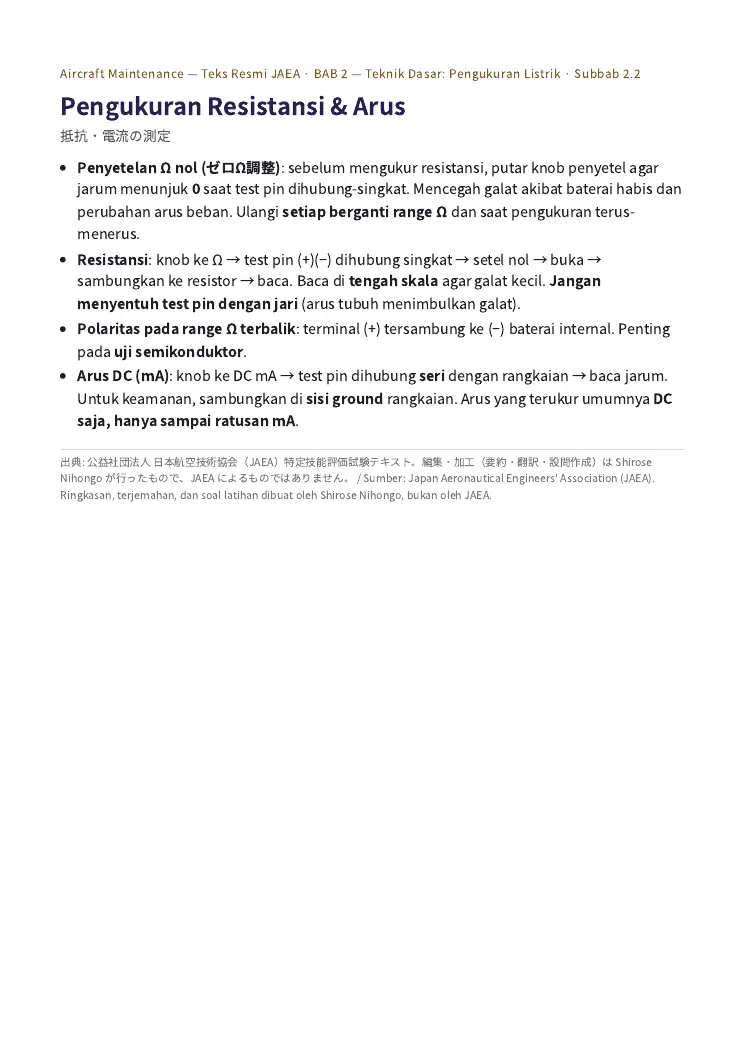 Aircraft Maintenance — Teks Resmi JAEA · BAB 2 — Teknik Dasar: Pengukuran Listrik · Subbab 2.2
Pengukuran Resistansi & Arus
抵抗・電流の測定
• Penyetelan Ω nol (ゼロΩ調整): sebelum mengukur resistansi, putar knob penyetel agar
jarum menunjuk 0 saat test pin dihubung-singkat. Mencegah galat akibat baterai habis dan
perubahan arus beban. Ulangi setiap berganti range Ω dan saat pengukuran terus-
menerus.
• Resistansi: knob ke Ω → test pin (+)(−) dihubung singkat → setel nol → buka →
sambungkan ke resistor → baca. Baca di tengah skala agar galat kecil. Jangan
menyentuh test pin dengan jari (arus tubuh menimbulkan galat).
• Polaritas pada range Ω terbalik: terminal (+) tersambung ke (−) baterai internal. Penting
pada uji semikonduktor.
• Arus DC (mA): knob ke DC mA → test pin dihubung seri dengan rangkaian → baca jarum.
Untuk keamanan, sambungkan di sisi ground rangkaian. Arus yang terukur umumnya DC
saja, hanya sampai ratusan mA.
出典: 公益社団法人 日本航空技術協会（JAEA）特定技能評価試験テキスト。編集・加工（要約・翻訳・設問作成）は Shirose
Nihongo が行ったもので、JAEA によるものではありません。 / Sumber: Japan Aeronautical Engineers' Association (JAEA).
Ringkasan, terjemahan, dan soal latihan dibuat oleh Shirose Nihongo, bukan oleh JAEA.